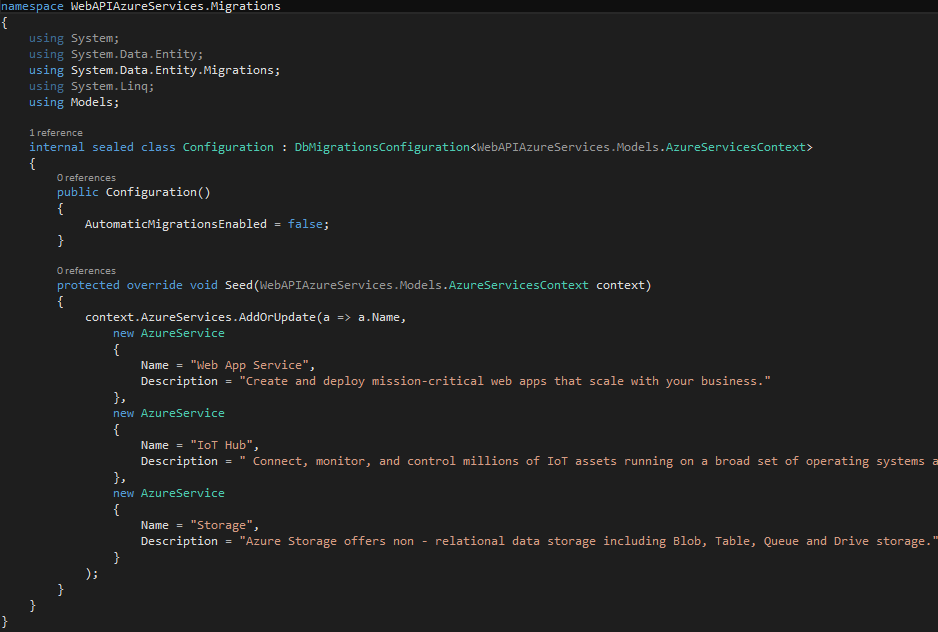 namespace WebAPIAzureServices.Migrations
{
    using System;
    using System.Data.Entity;
    using System.Data.Entity.Migrations;
    using System.Linq;
    using Models;

    1 reference
    internal sealed class Configuration : DbMigrationsConfiguration<WebAPIAzureServices.Models.AzureServicesContext>
    {
        0 references
        public Configuration()
        {
            AutomaticMigrationsEnabled = false;
        }

        0 references
        protected override void Seed(WebAPIAzureServices.Models.AzureServicesContext context)
        {
            context.AzureServices.AddOrUpdate(a => a.Name,
                new AzureService
                {
                    Name = "Web App Service",
                    Description = "Create and deploy mission-critical web apps that scale with your business."
                },
                new AzureService
                {
                    Name = "IoT Hub",
                    Description = " Connect, monitor, and control millions of IoT assets running on a broad set of operating systems a
                },
                new AzureService
                {
                    Name = "Storage",
                    Description = "Azure Storage offers non - relational data storage including Blob, Table, Queue and Drive storage."
                }
            );
        }
    }
}